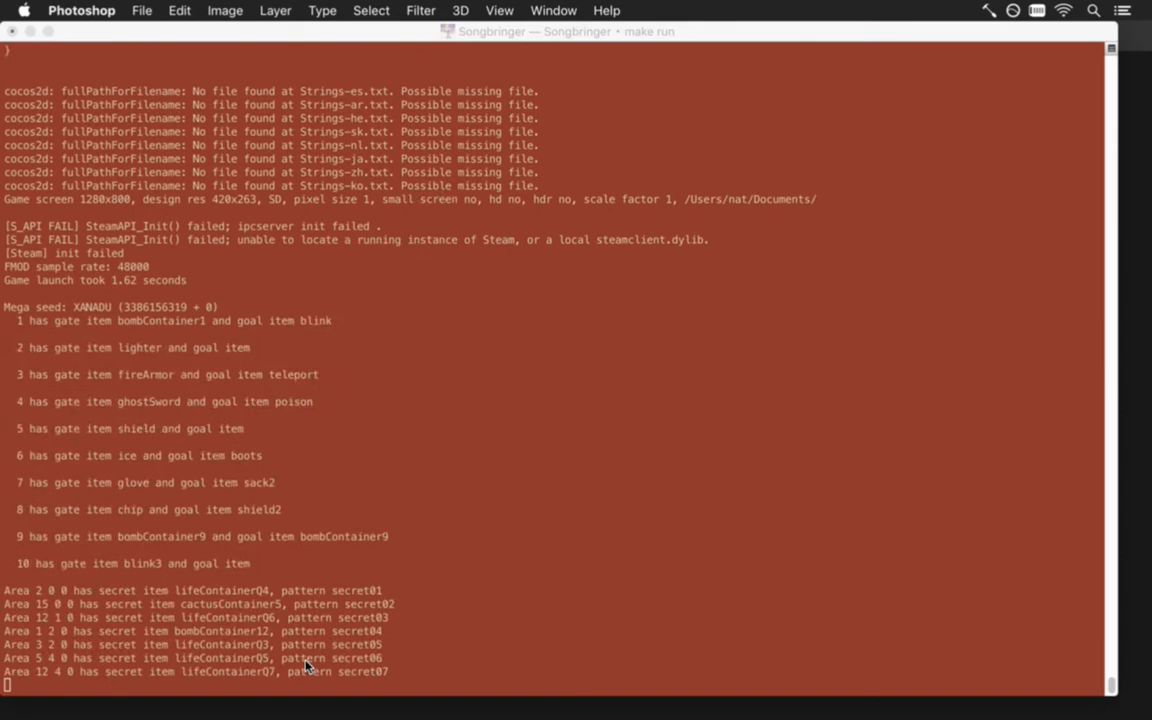 Photoshop File Edit Image Layer Type Select Filter 3D View Window Help
Songbringer — Songbringer • make run
}
cocos2d: fullPathForFilename: No file found at Strings-es.txt. Possible missing file.
cocos2d: fullPathForFilename: No file found at Strings-ar.txt. Possible missing file.
cocos2d: fullPathForFilename: No file found at Strings-he.txt. Possible missing file.
cocos2d: fullPathForFilename: No file found at Strings-sk.txt. Possible missing file.
cocos2d: fullPathForFilename: No file found at Strings-nl.txt. Possible missing file.
cocos2d: fullPathForFilename: No file found at Strings-ja.txt. Possible missing file.
cocos2d: fullPathForFilename: No file found at Strings-zh.txt. Possible missing file.
cocos2d: fullPathForFilename: No file found at Strings-ko.txt. Possible missing file.
Game screen 1280x800, design res 420x263, SD, pixel size 1, small screen no, hd no, hdr no, scale factor 1, /Users/nat/Documents/
[S_API FAIL] SteamAPI_Init() failed; ipcserver init failed .
[S_API FAIL] SteamAPI_Init() failed; unable to locate a running instance of Steam, or a local steamclient.dylib.
[Steam] init failed
FMOD sample rate: 48000
Game launch took 1.62 seconds
Mega seed: XANADU (3386156319 + 0)
1 has gate item bombContainer1 and goal item blink
2 has gate item lighter and goal item
3 has gate item fireArmor and goal item teleport
4 has gate item ghostSword and goal item poison
5 has gate item shield and goal item
6 has gate item ice and goal item boots
7 has gate item glove and goal item sack2
8 has gate item chip and goal item shield2
9 has gate item bombContainer9 and goal item bombContainer9
10 has gate item blink3 and goal item
Area 2 0 0 has secret item lifeContainerQ4, pattern secret01
Area 15 0 0 has secret item cactusContainer5, pattern secret02
Area 12 1 0 has secret item lifeContainerQ6, pattern secret03
Area 1 2 0 has secret item bombContainer12, pattern secret04
Area 3 2 0 has secret item lifeContainerQ3, pattern secret05
Area 5 4 0 has secret item lifeContainerQ5, pattern secret06
Area 12 4 0 has secret item lifeContainerQ7, pattern secret07